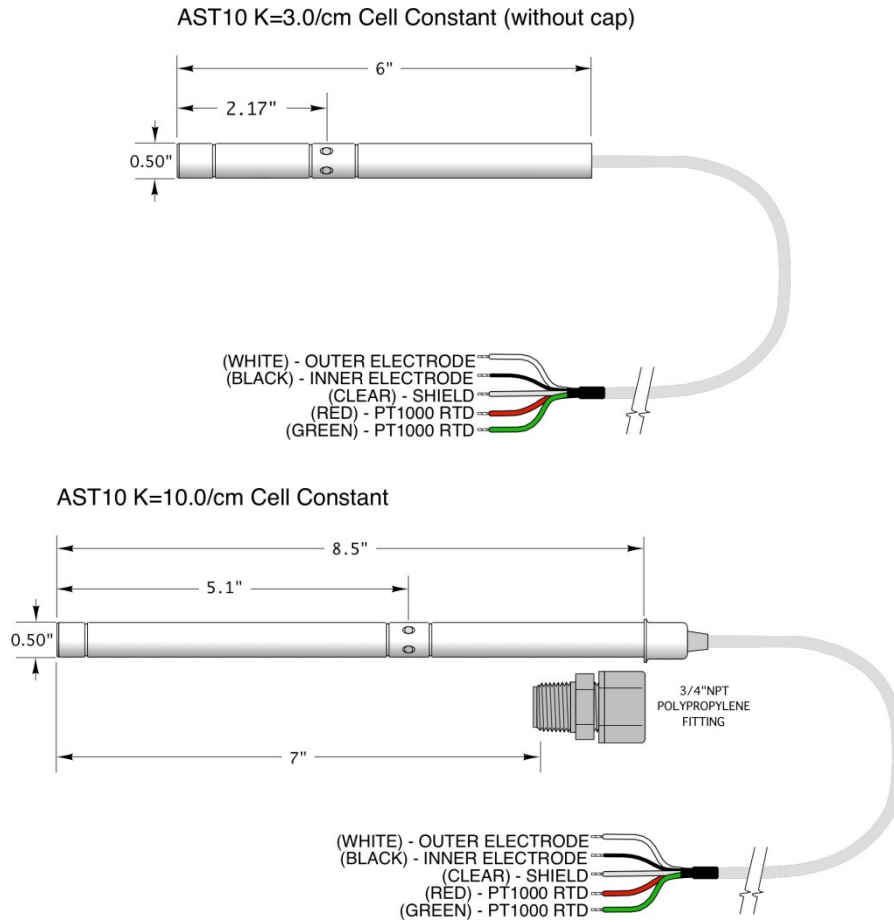 AST10 K=3.0/cm Cell Constant (without cap)
6"
2.17"
0.50"
(WHITE) - OUTER ELECTRODE
(BLACK) - INNER ELECTRODE
(CLEAR) - SHIELD
(RED) - PT1000 RTD
(GREEN) - PT1000 RTD
AST10 K=10.0/cm Cell Constant
8.5"
5.1"
0.50"
3/4"NPT
POLYPROPYLENE
FITTING
7"
(WHITE) - OUTER ELECTRODE
(BLACK) - INNER ELECTRODE
(CLEAR) - SHIELD
(RED) - PT1000 RTD
(GREEN) - PT1000 RTD